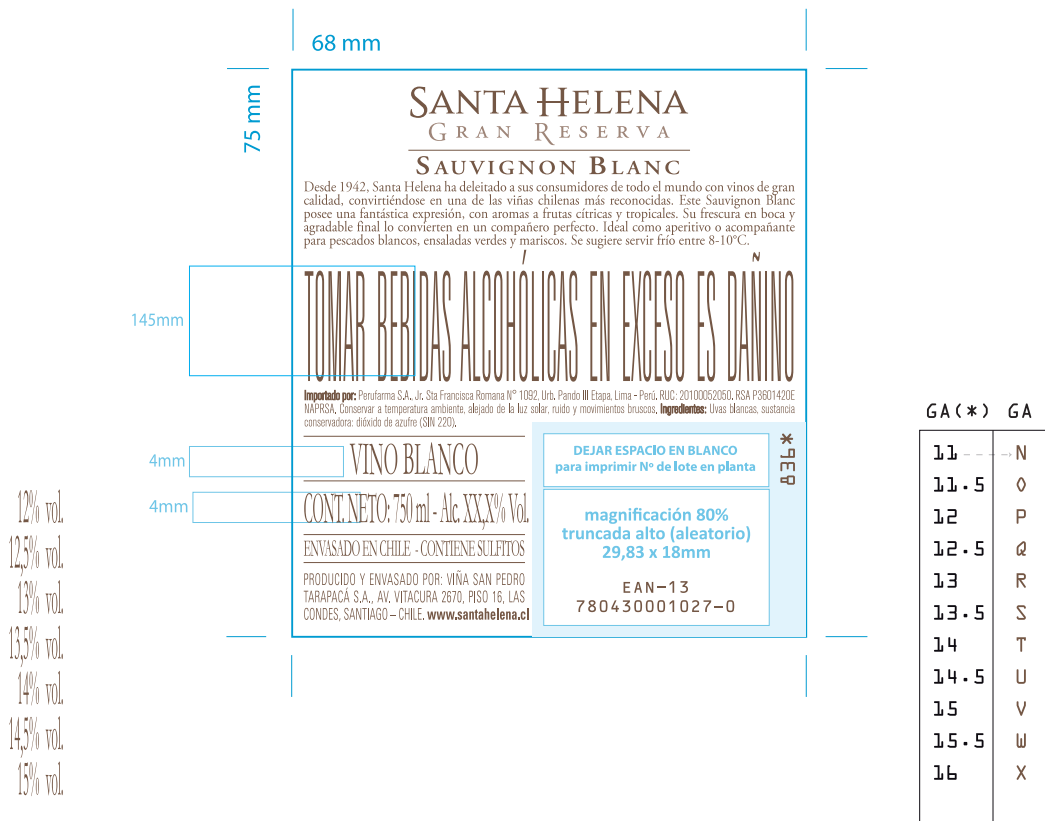 68 mm
75 mm
SANTA HELENA
GRAN RESERVA
SAUVIGNON BLANC
Desde 1942, Santa Helena ha deleitado a sus consumidores de todo el mundo con vinos de gran
calidad, convirtiéndose en una de las viñas chilenas más reconocidas. Este Sauvignon Blanc
posee una fantástica expresión, con aromas a frutas cítricas y tropicales. Su frescura en boca y
agradable final lo convierten en un compañero perfecto. Ideal como aperitivo o acompañante
para pescados blancos, ensaladas verdes y mariscos. Se sugiere servir frío entre 8-10°C.
145mm
TOMAR BEBIDAS ALCOHÓLICAS EN EXCESO ES DAÑINO
Importado por: Perufarma S.A., Jr. Sta Francisca Romana N° 1092, Urb. Pando III Etapa, Lima - Perú. RUC: 20100052050. RSA P3601420E
NAPRSA, Conservar a temperatura ambiente, alejado de la luz solar, ruido y movimientos bruscos, Ingredientes: Uvas blancas, sustancia
conservadora: dióxido de azufre (SIN 220).
4mm
VINO BLANCO
4mm
CONT. NETO: 750 ml - Alc. XX,X% Vol.
ENVASADO EN CHILE - CONTIENE SULFITOS
PRODUCIDO Y ENVASADO POR: VIÑA SAN PEDRO
TARAPACÁ S.A., AV. VITACURA 2670, PISO 16, LAS
CONDES, SANTIAGO – CHILE. www.santahelena.cl
DEJAR ESPACIO EN BLANCO
para imprimir Nº de lote en planta
839*
magnificación 80%
truncada alto (aleatorio)
29,83 x 18mm
EAN-13
780430001027-0
12% vol.
12,5% vol.
13% vol.
13,5% vol.
14% vol.
14,5% vol.
15% vol.
GA(*) GA
11 N
11.5 O
12 P
12.5 Q
13 R
13.5 S
14 T
14.5 U
15 V
15.5 W
16 X